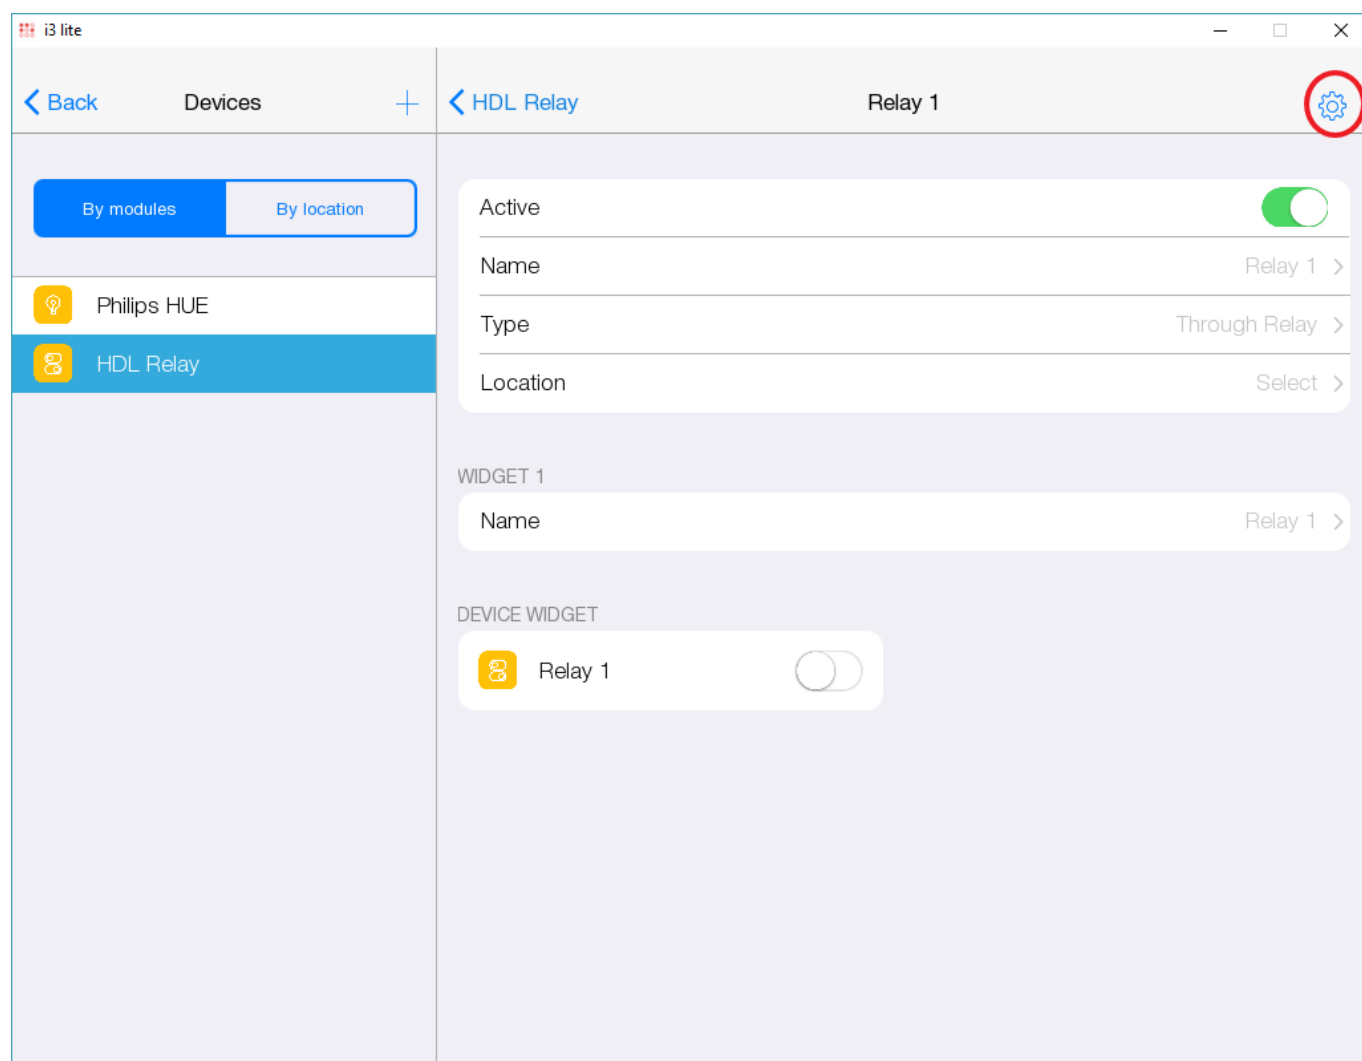 i3 lite
Back
Devices
HDL Relay
Relay 1
By modules
By location
Philips HUE
HDL Relay
Active
Name
Relay 1
Type
Through Relay
Location
Select
WIDGET 1
Name
Relay 1
DEVICE WIDGET
Relay 1